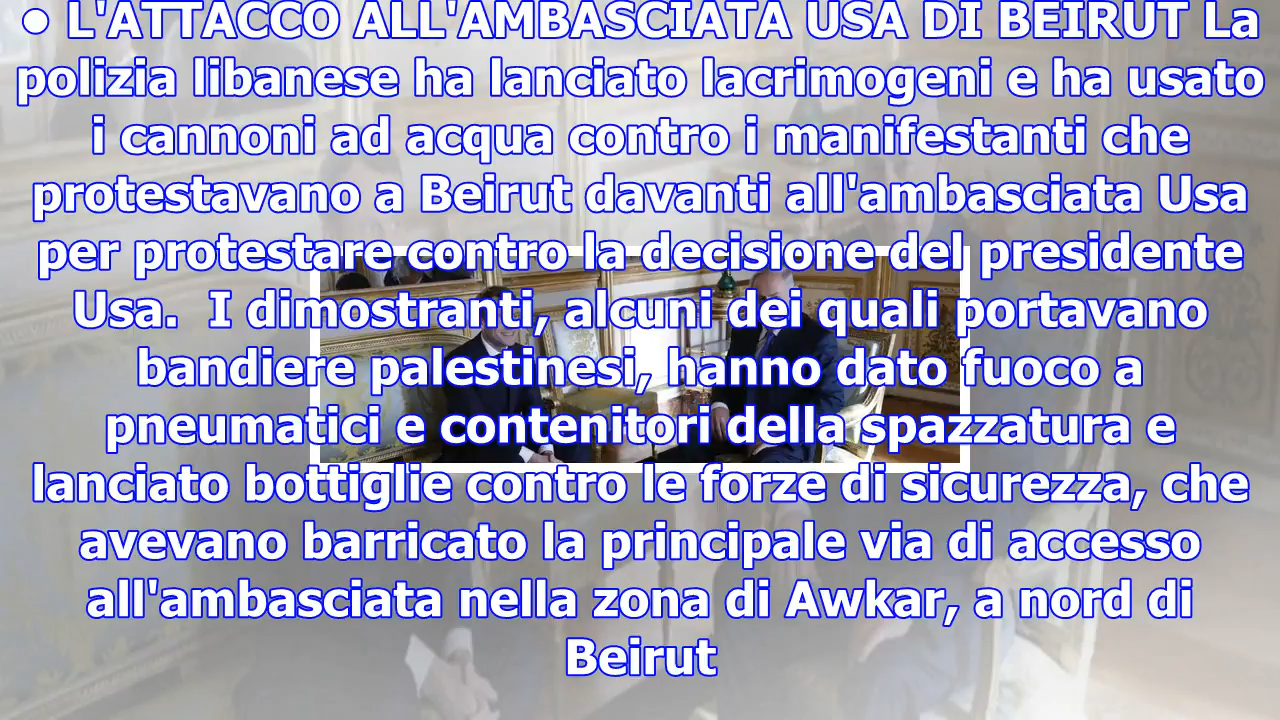 ● L'ATTACCO ALL'AMBASCIATA USA DI BEIRUT La
polizia libanese ha lanciato lacrimogeni e ha usato
i cannoni ad acqua contro i manifestanti che
protestavano a Beirut davanti all'ambasciata Usa
per protestare contro la decisione del presidente
Usa.  I dimostranti, alcuni dei quali portavano
bandiere palestinesi, hanno dato fuoco a
pneumatici e contenitori della spazzatura e
lanciato bottiglie contro le forze di sicurezza, che
avevano barricato la principale via di accesso
all'ambasciata nella zona di Awkar, a nord di
Beirut